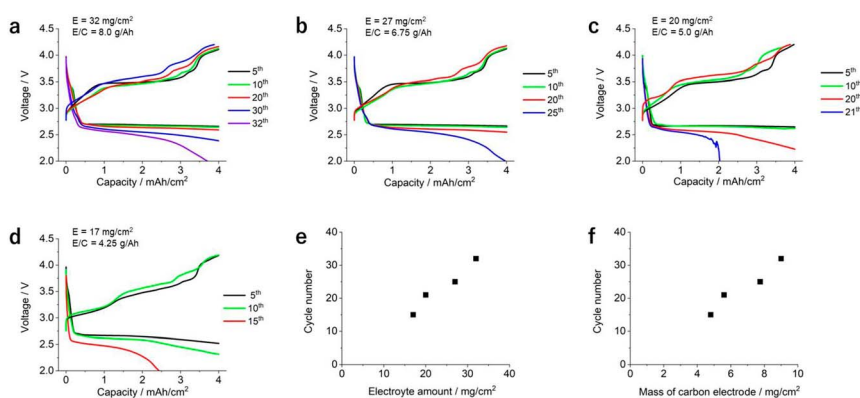 a
E = 32 mg/cm²
E/C = 8.0 g/Ah
4.5
4.0
3.5
3.0
2.5
2.0
Voltage / V
0 1 2 3 4
Capacity / mAh/cm²
5th
10th
20th
30th
32th
b
E = 27 mg/cm²
E/C = 6.75 g/Ah
4.5
4.0
3.5
3.0
2.5
2.0
Voltage / V
0 1 2 3 4
Capacity / mAh/cm²
5th
10th
20th
25th
c
E = 20 mg/cm²
E/C = 5.0 g/Ah
4.5
4.0
3.5
3.0
2.5
2.0
Voltage / V
0 1 2 3 4
Capacity / mAh/cm²
5th
10th
20th
21th
d
E = 17 mg/cm²
E/C = 4.25 g/Ah
4.5
4.0
3.5
3.0
2.5
2.0
Voltage / V
0 1 2 3 4
Capacity / mAh/cm²
5th
10th
15th
e
40
30
20
10
0
Cycle number
0 10 20 30 40
Electroyte amount / mg/cm²
f
40
30
20
10
0
Cycle number
0 2 4 6 8 10
Mass of carbon electrode / mg/cm²